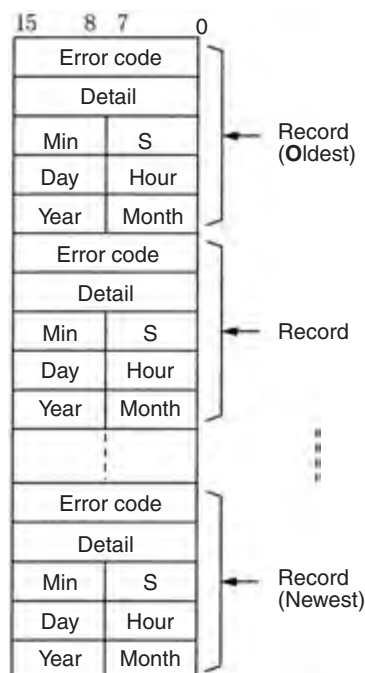 15 8 7 0
Error code
Detail
Min S
Day Hour
Year Month
Record
(Oldest)
Error code
Detail
Min S
Day Hour
Year Month
Record
Error code
Detail
Min S
Day Hour
Year Month
Record
(Newest)